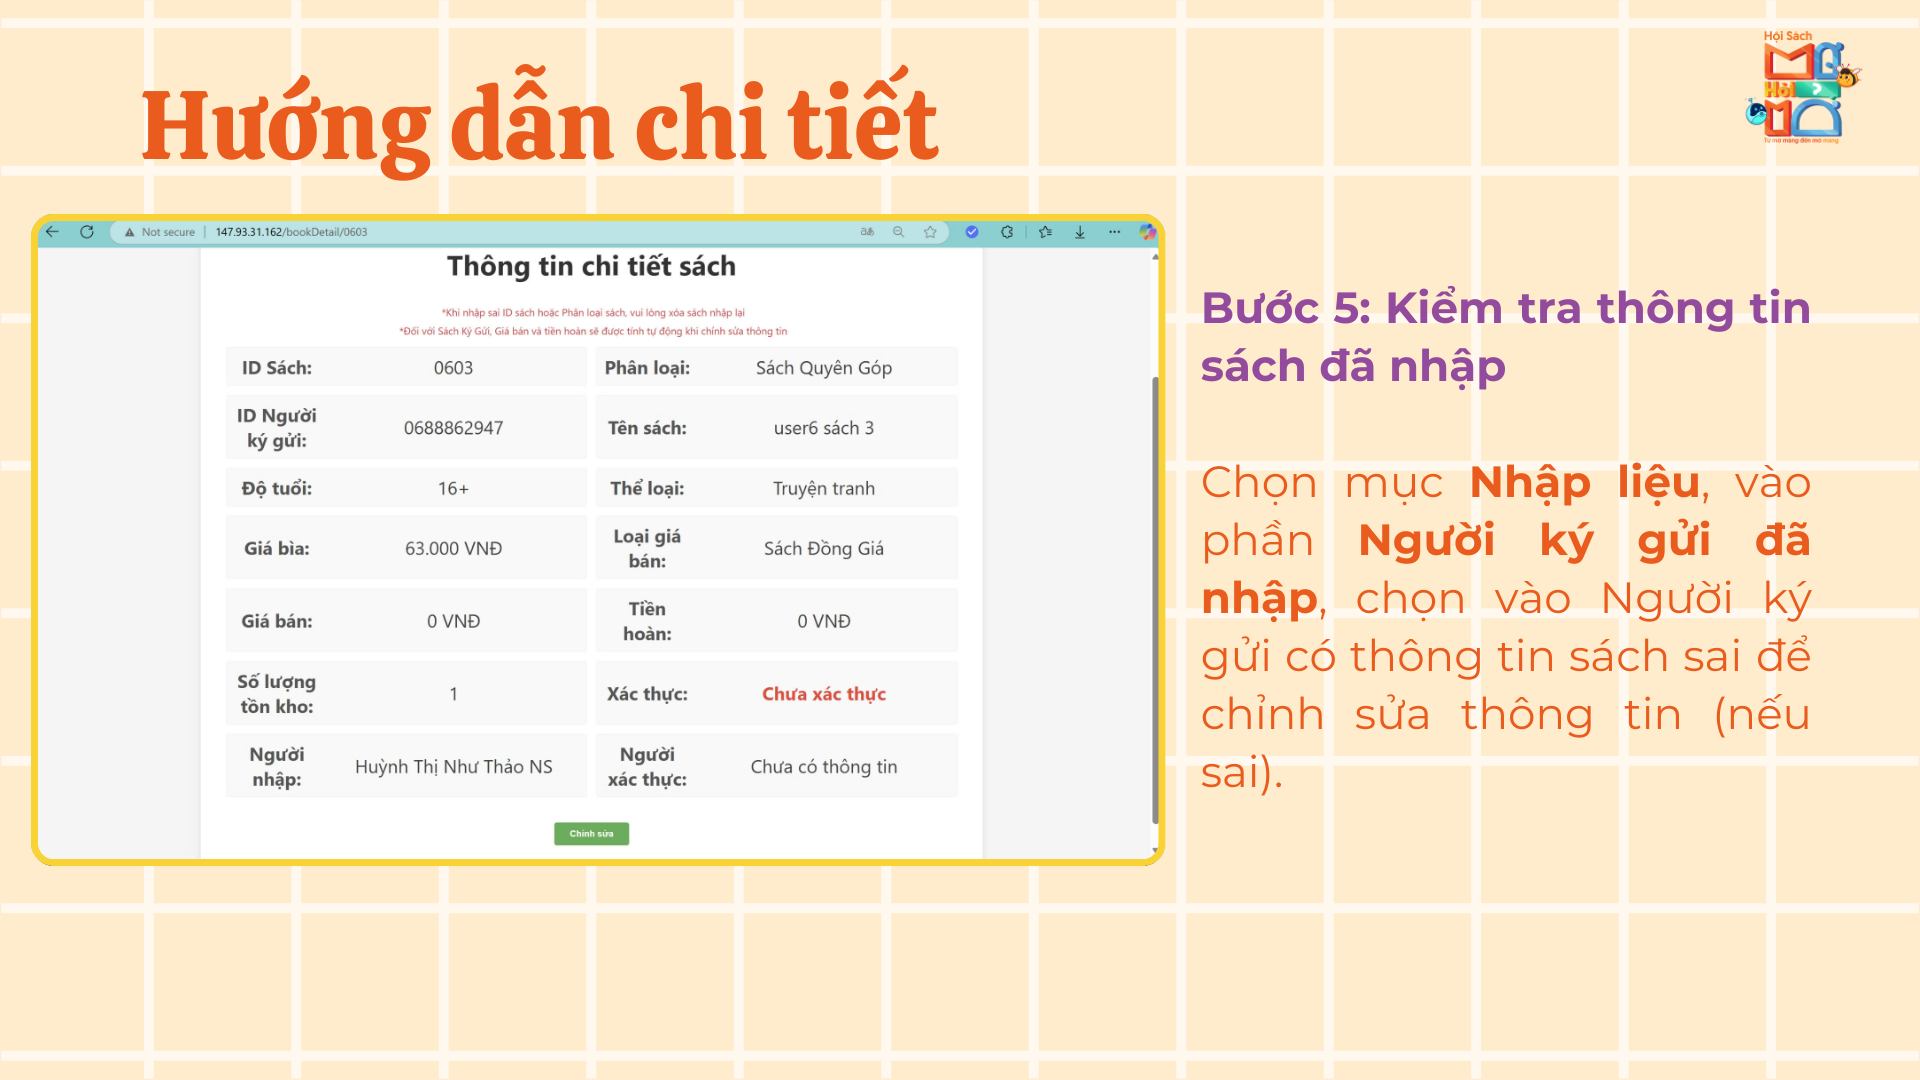 Hướng dẫn chi tiết
Hội Sách
Hỏi
Từ mơ màng đến mở mang
Not secure | 147.93.31.162/bookDetail/0603
Thông tin chi tiết sách
*Khi nhập sai ID sách hoặc Phân loại sách, vui lòng xóa sách nhập lại
*Đối với Sách Ký Gửi, Giá bán và tiền hoàn sẽ được tính tự động khi chỉnh sửa thông tin
ID Sách: 0603 Phân loại: Sách Quyên Góp
ID Người
ký gửi: 0688862947 Tên sách: user6 sách 3
Độ tuổi: 16+ Thể loại: Truyện tranh
Giá bìa: 63.000 VNĐ Loại giá
bán: Sách Đồng Giá
Giá bán: 0 VNĐ Tiền
hoàn: 0 VNĐ
Số lượng
tồn kho: 1 Xác thực: Chưa xác thực
Người
nhập: Huỳnh Thị Như Thảo NS Người
xác thực: Chưa có thông tin
Chỉnh sửa
Bước 5: Kiểm tra thông tin
sách đã nhập
Chọn mục Nhập liệu, vào
phần Người ký gửi đã
nhập, chọn vào Người ký
gửi có thông tin sách sai để
chỉnh sửa thông tin (nếu
sai).